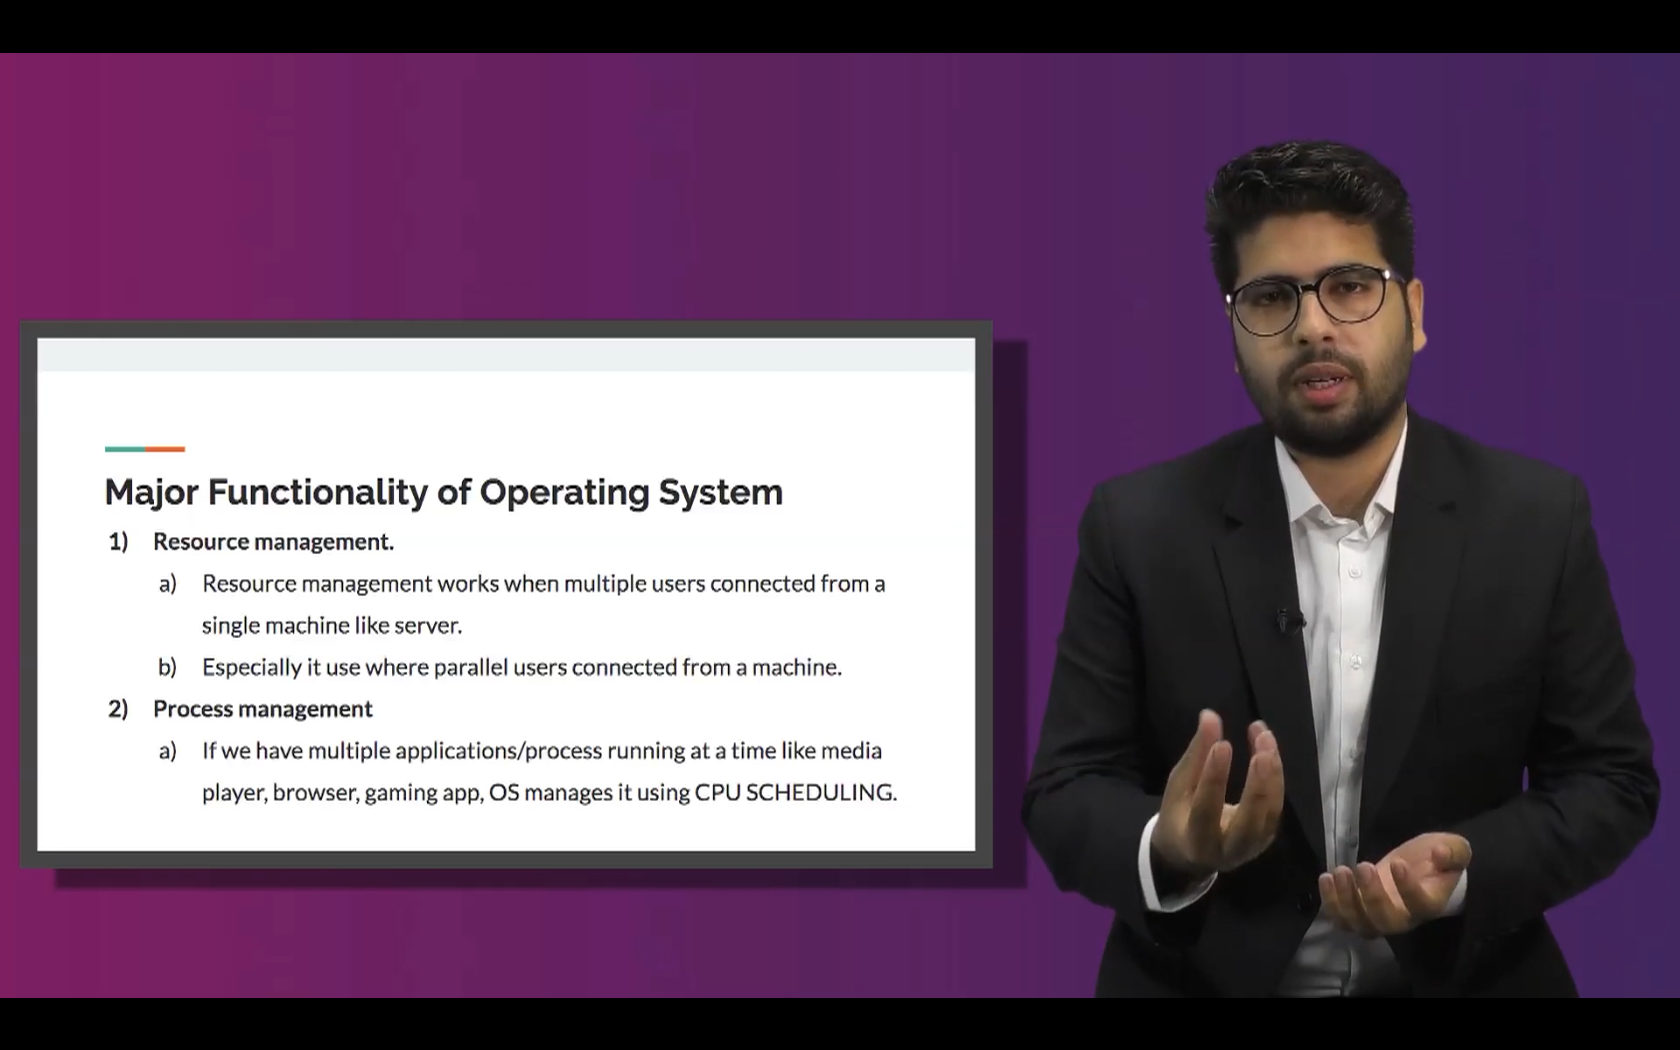 Major Functionality of Operating System
1) Resource management.
a) Resource management works when multiple users connected from a
single machine like server.
b) Especially it use where parallel users connected from a machine.
2) Process management
a) If we have multiple applications/process running at a time like media
player, browser, gaming app, OS manages it using CPU SCHEDULING.